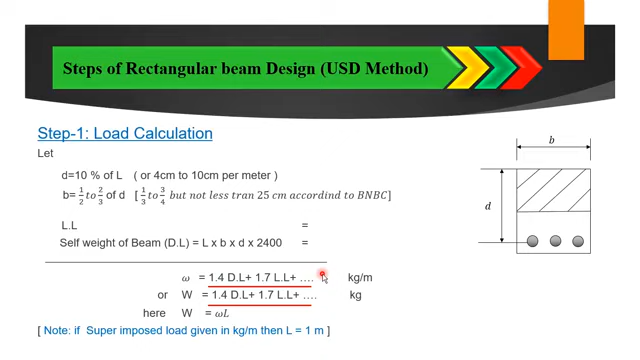 Steps of Rectangular beam Design (USD Method)
Step-1: Load Calculation
Let
d=10 % of L ( or 4cm to 10cm per meter )
b= 1/2 to 2/3 of d [ 1/3 to 3/4 but not less tran 25 cm accordind to BNBC]
L.L =
Self weight of Beam (D.L) = L x b x d x 2400 =
ω = 1.4 D.L+ 1.7 L.L+ …. kg/m
or W = 1.4 D.L+ 1.7 L.L+ …. kg
here W = ωL
[ Note: if Super imposed load given in kg/m then L = 1 m ]
b
d